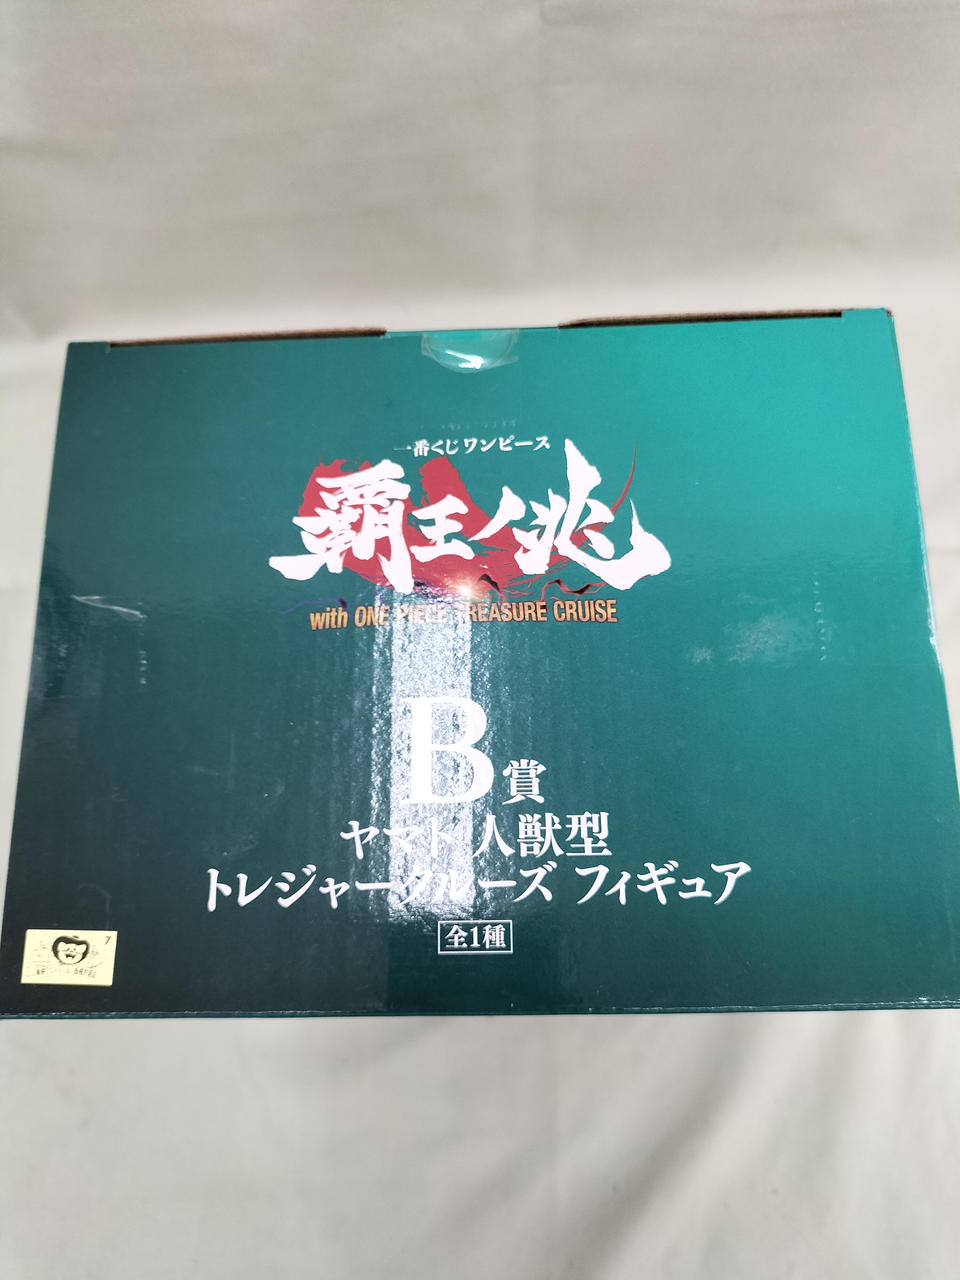 一番くじ ワンピース
覇王ノ兆
with ONE PIECE TREASURE CRUISE
B賞
ヤマト 人獣型
トレジャークルーズ フィギュア
全1種
7